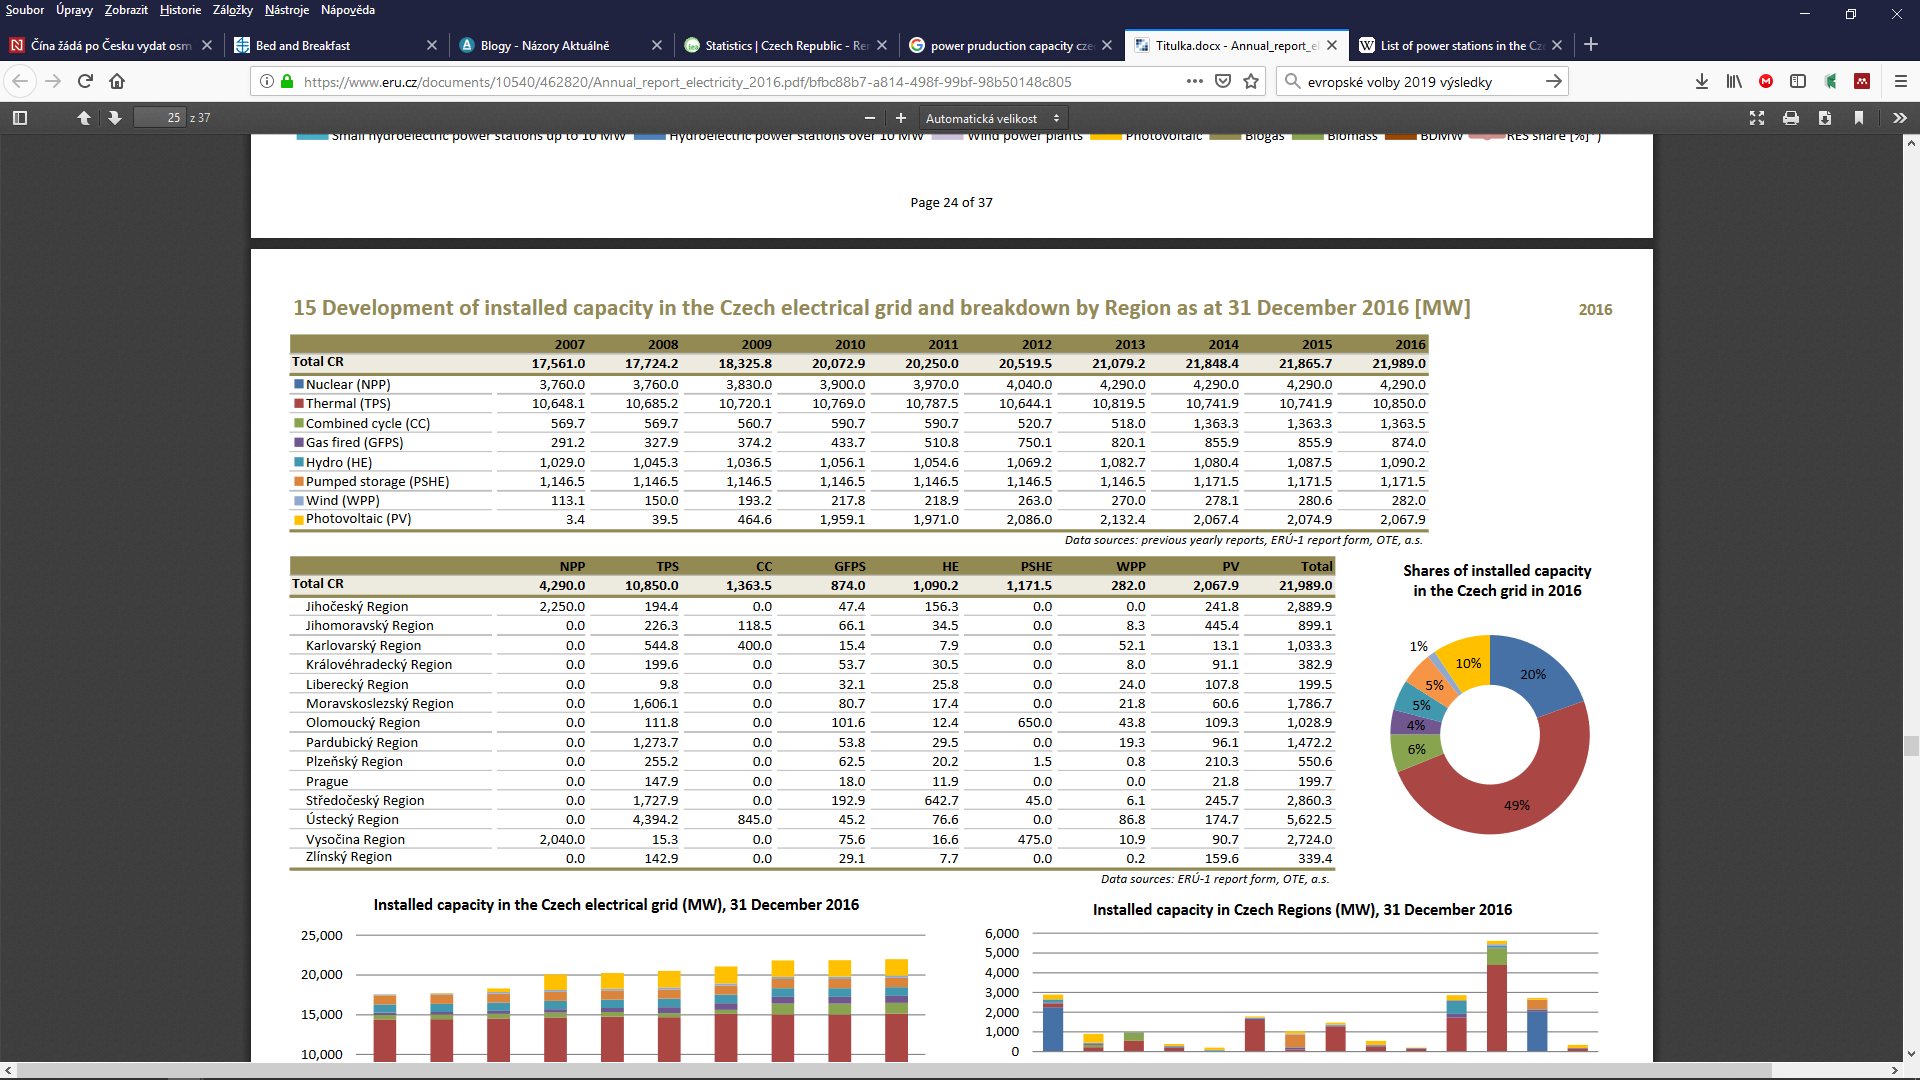 Soubor Úpravy Zobrazit Historie Záložky Nástroje Nápověda
Čína žádá po Česku vydat osm Bed and Breakfast Blogy - Názory Aktuálně Statistics | Czech Republic - Re power pruduction capacity cze Titulka.docx - Annual_report_el List of power stations in the Cz
https://www.eru.cz/documents/10540/462820/Annual_report_electricity_2016.pdf/bfbc88b7-a814-498f-99bf-98b50148c805 evropské volby 2019 výsledky
25 z 37 Automatická velikost
Small hydroelectric power stations up to 10 MW Hydroelectric power stations over 10 MW Wind power plants Photovoltaic Biogas Biomass BDMW RES share [%]*)
Page 24 of 37
15 Development of installed capacity in the Czech electrical grid and breakdown by Region as at 31 December 2016 [MW] 2016
2007 2008 2009 2010 2011 2012 2013 2014 2015 2016
Total CR 17,561.0 17,724.2 18,325.8 20,072.9 20,250.0 20,519.5 21,079.2 21,848.4 21,865.7 21,989.0
Nuclear (NPP) 3,760.0 3,760.0 3,830.0 3,900.0 3,970.0 4,040.0 4,290.0 4,290.0 4,290.0 4,290.0
Thermal (TPS) 10,648.1 10,685.2 10,720.1 10,769.0 10,787.5 10,644.1 10,819.5 10,741.9 10,741.9 10,850.0
Combined cycle (CC) 569.7 569.7 560.7 590.7 590.7 520.7 518.0 1,363.3 1,363.3 1,363.5
Gas fired (GFPS) 291.2 327.9 374.2 433.7 510.8 750.1 820.1 855.9 855.9 874.0
Hydro (HE) 1,029.0 1,045.3 1,036.5 1,056.1 1,054.6 1,069.2 1,082.7 1,080.4 1,087.5 1,090.2
Pumped storage (PSHE) 1,146.5 1,146.5 1,146.5 1,146.5 1,146.5 1,146.5 1,146.5 1,171.5 1,171.5 1,171.5
Wind (WPP) 113.1 150.0 193.2 217.8 218.9 263.0 270.0 278.1 280.6 282.0
Photovoltaic (PV) 3.4 39.5 464.6 1,959.1 1,971.0 2,086.0 2,132.4 2,067.4 2,074.9 2,067.9
Data sources: previous yearly reports, ERÚ-1 report form, OTE, a.s.
NPP TPS CC GFPS HE PSHE WPP PV Total
Total CR 4,290.0 10,850.0 1,363.5 874.0 1,090.2 1,171.5 282.0 2,067.9 21,989.0
Jihočeský Region 2,250.0 194.4 0.0 47.4 156.3 0.0 0.0 241.8 2,889.9
Jihomoravský Region 0.0 226.3 118.5 66.1 34.5 0.0 8.3 445.4 899.1
Karlovarský Region 0.0 544.8 400.0 15.4 7.9 0.0 52.1 13.1 1,033.3
Královéhradecký Region 0.0 199.6 0.0 53.7 30.5 0.0 8.0 91.1 382.9
Liberecký Region 0.0 9.8 0.0 32.1 25.8 0.0 24.0 107.8 199.5
Moravskoslezský Region 0.0 1,606.1 0.0 80.7 17.4 0.0 21.8 60.6 1,786.7
Olomoucký Region 0.0 111.8 0.0 101.6 12.4 650.0 43.8 109.3 1,028.9
Pardubický Region 0.0 1,273.7 0.0 53.8 29.5 0.0 19.3 96.1 1,472.2
Plzeňský Region 0.0 255.2 0.0 62.5 20.2 1.5 0.8 210.3 550.6
Prague 0.0 147.9 0.0 18.0 11.9 0.0 0.0 21.8 199.7
Středočeský Region 0.0 1,727.9 0.0 192.9 642.7 45.0 6.1 245.7 2,860.3
Ústecký Region 0.0 4,394.2 845.0 45.2 76.6 0.0 86.8 174.7 5,622.5
Vysočina Region 2,040.0 15.3 0.0 75.6 16.6 475.0 10.9 90.7 2,724.0
Zlínský Region 0.0 142.9 0.0 29.1 7.7 0.0 0.2 159.6 339.4
Data sources: ERÚ-1 report form, OTE, a.s.
Shares of installed capacity
in the Czech grid in 2016
1%
10%
20%
5%
5%
4%
6%
49%
Installed capacity in the Czech electrical grid (MW), 31 December 2016
25,000
20,000
15,000
10,000
Installed capacity in Czech Regions (MW), 31 December 2016
6,000
5,000
4,000
3,000
2,000
1,000
0